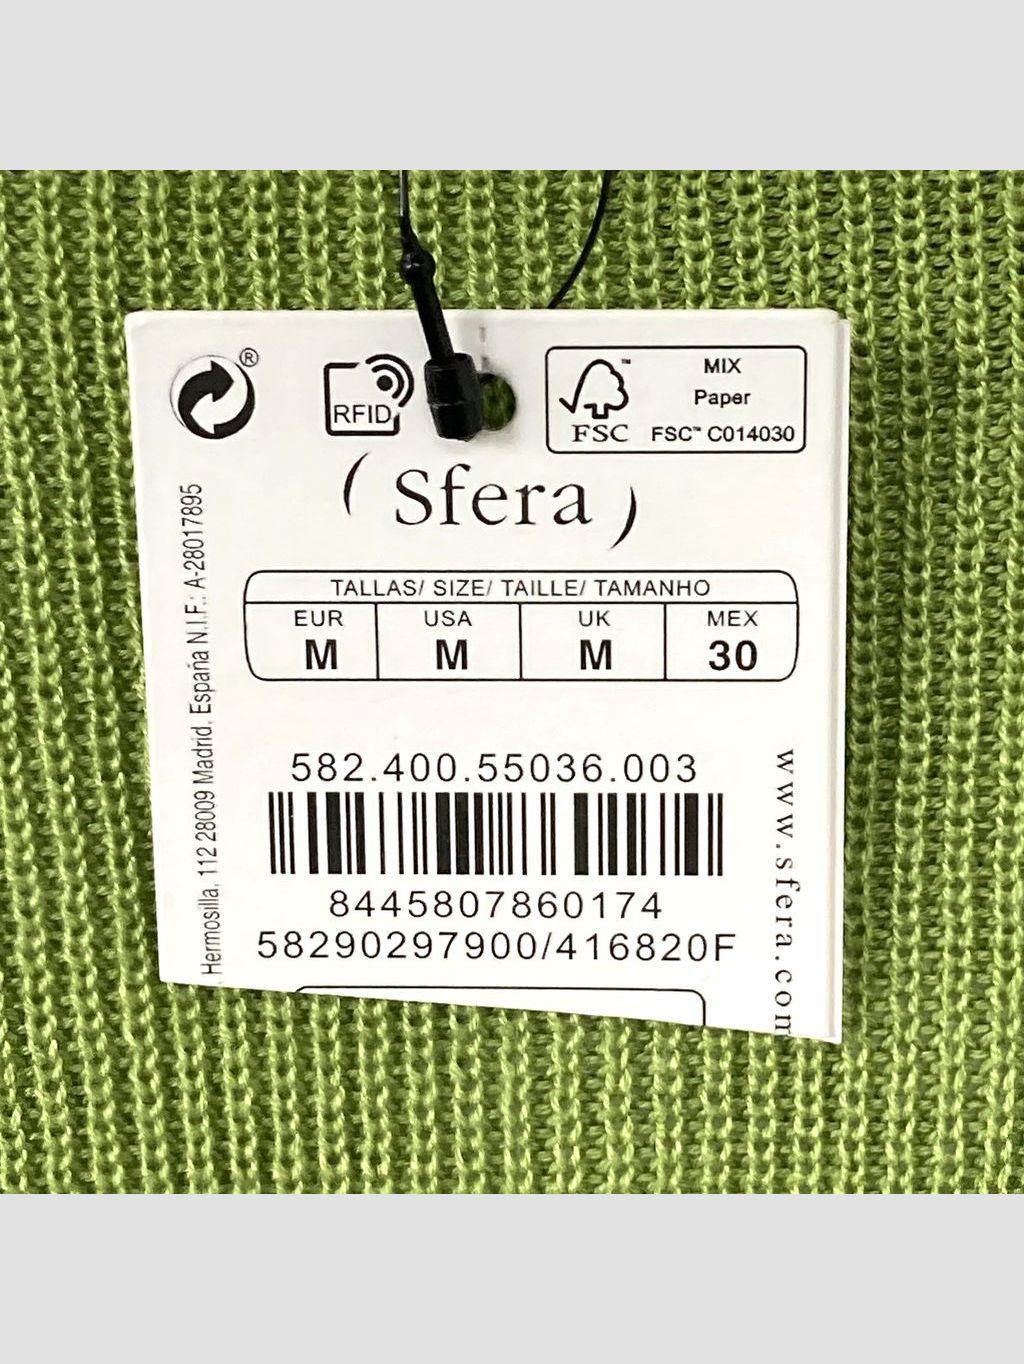 ®
RFID
™
FSC
MIX
Paper
FSC™ C014030
( Sfera )
TALLAS/ SIZE/ TAILLE/ TAMANHO
EUR USA UK MEX
M M M 30
582.400.55036.003
8445807860174
58290297900/416820F
Hermosilla, 112 28009 Madrid, España N.I.F.: A-28017895
www.sfera.com